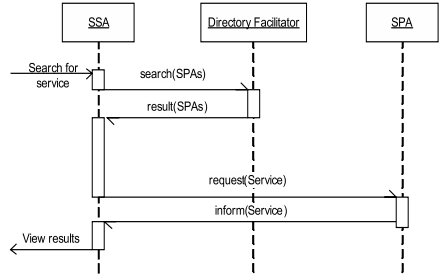 SSA
Directory Facilitator
SPA
Search for
service
search(SPAs)
result(SPAs)
request(Service)
inform(Service)
View results